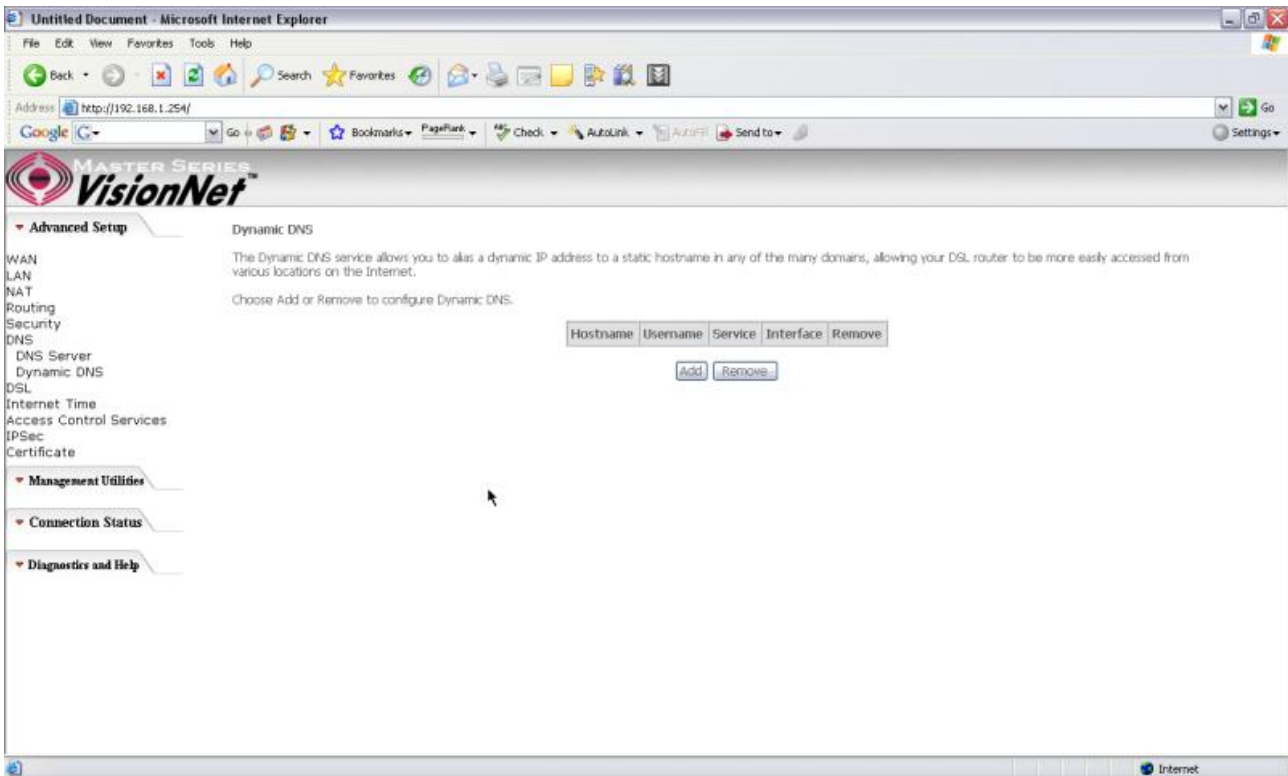 Untitled Document - Microsoft Internet Explorer
File Edit View Favorites Tools Help
Back Search Favorites
Address http://192.168.1.254/ Go
Google G Go Bookmarks PageRank Check AutoLink AutoFill Send to Settings
MASTER SERIES
VisionNet™
Advanced Setup
WAN
LAN
NAT
Routing
Security
DNS
DNS Server
Dynamic DNS
DSL
Internet Time
Access Control Services
IPSec
Certificate
Management Utilities
Connection Status
Diagnostics and Help
Dynamic DNS
The Dynamic DNS service allows you to alias a dynamic IP address to a static hostname in any of the many domains, allowing your DSL router to be more easily accessed from
various locations on the Internet.
Choose Add or Remove to configure Dynamic DNS.
Hostname Username Service Interface Remove
Add Remove
Internet